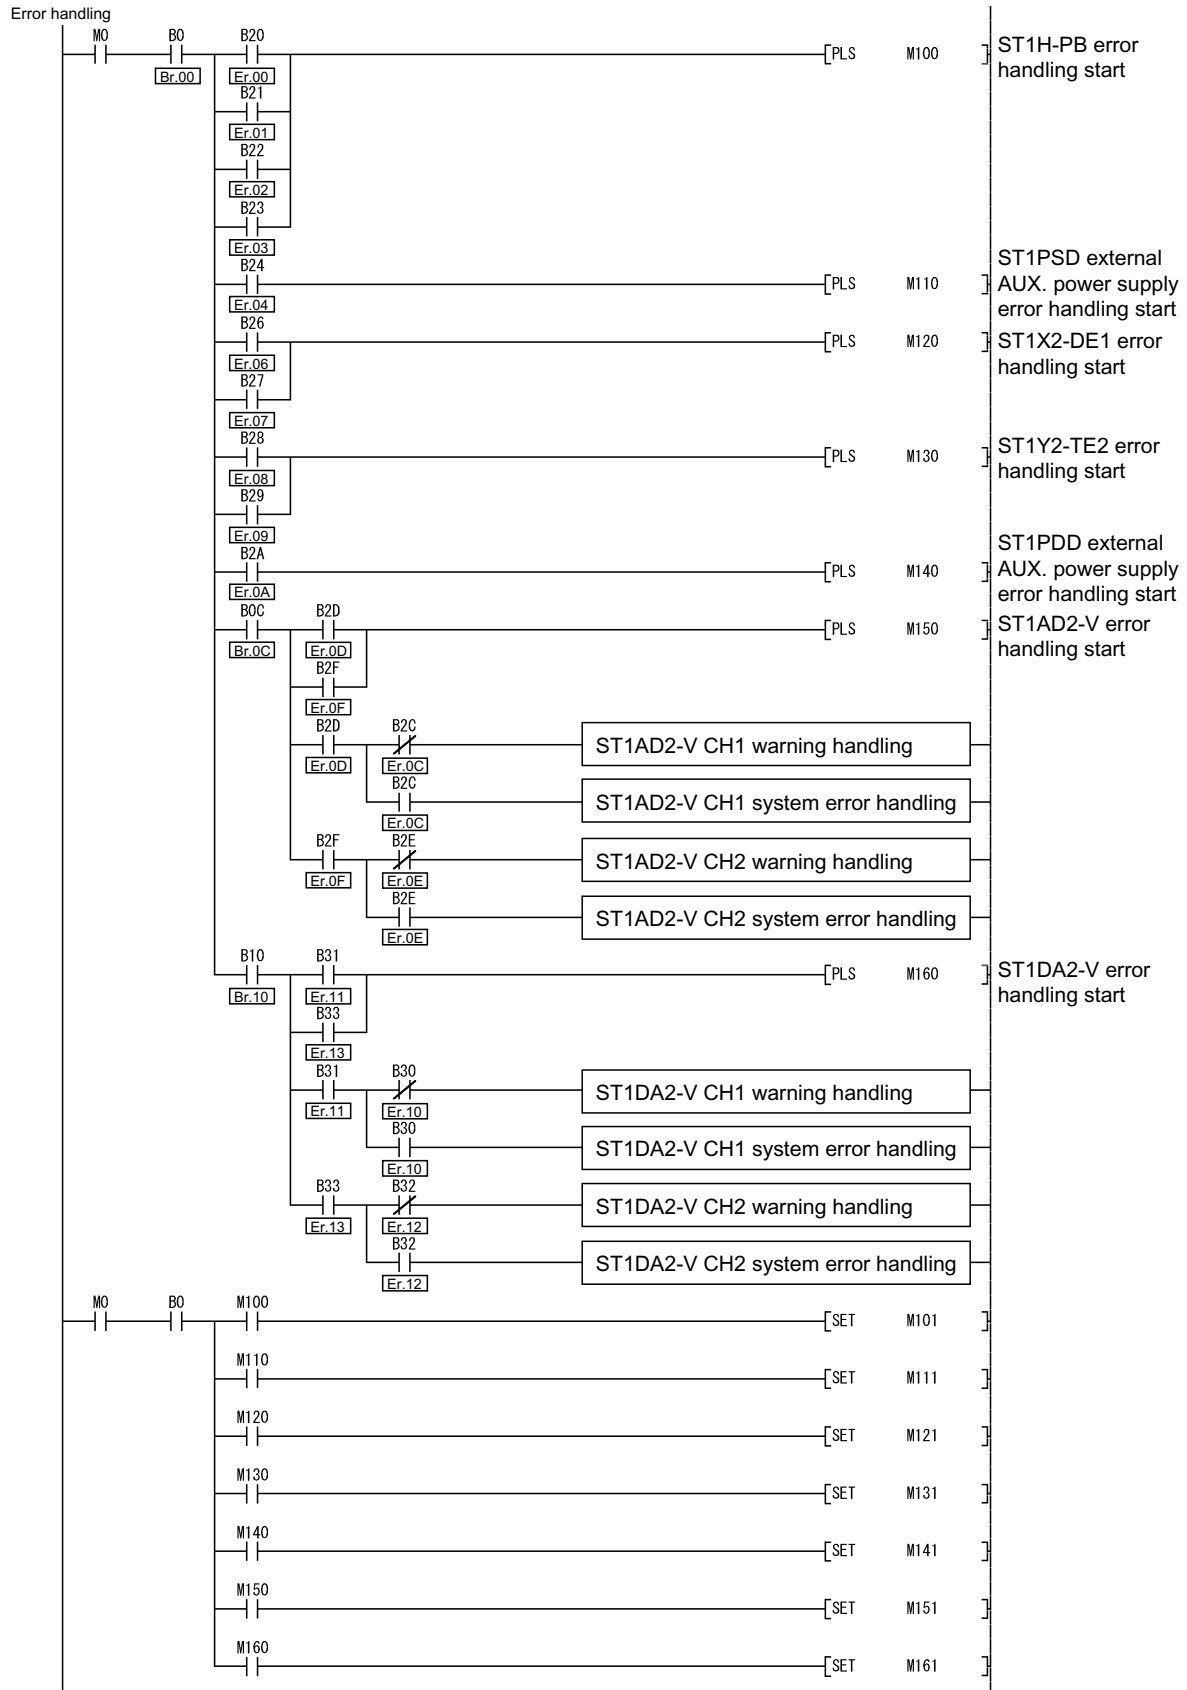 Error handling
M0 B0 B20 [PLS M100 ] ST1H-PB error
Br.00 Er.00 handling start
B21
Er.01
B22
Er.02
B23
Er.03
B24 [PLS M110 ] ST1PSD external
Er.04 AUX. power supply
error handling start
B26 [PLS M120 ] ST1X2-DE1 error
Er.06 handling start
B27
Er.07
B28 [PLS M130 ] ST1Y2-TE2 error
Er.08 handling start
B29
Er.09
B2A [PLS M140 ] ST1PDD external
Er.0A AUX. power supply
error handling start
B0C B2D [PLS M150 ] ST1AD2-V error
Br.0C Er.0D handling start
B2F
Er.0F
B2D B2C ST1AD2-V CH1 warning handling
Er.0D Er.0C
B2C ST1AD2-V CH1 system error handling
Er.0C
B2F B2E ST1AD2-V CH2 warning handling
Er.0F Er.0E
B2E ST1AD2-V CH2 system error handling
Er.0E
B10 B31 [PLS M160 ] ST1DA2-V error
Br.10 Er.11 handling start
B33
Er.13
B31 B30 ST1DA2-V CH1 warning handling
Er.11 Er.10
B30 ST1DA2-V CH1 system error handling
Er.10
B33 B32 ST1DA2-V CH2 warning handling
Er.13 Er.12
B32 ST1DA2-V CH2 system error handling
Er.12
M0 B0 M100 [SET M101 ]
M110 [SET M111 ]
M120 [SET M121 ]
M130 [SET M131 ]
M140 [SET M141 ]
M150 [SET M151 ]
M160 [SET M161 ]